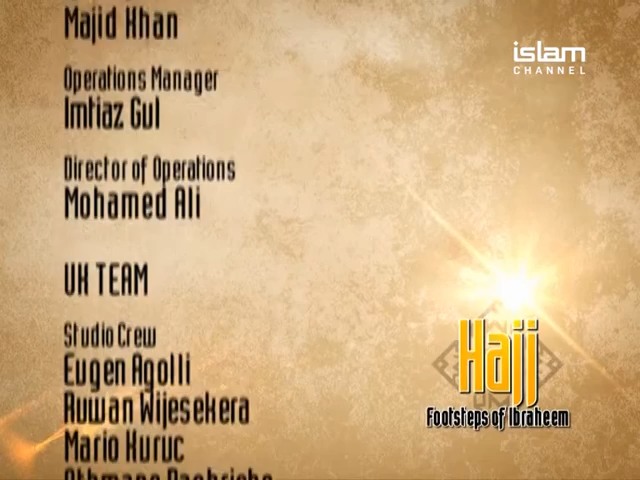 Majid Khan
islam
CHANNEL
Operations Manager
Imtiaz Gul
Director of Operations
Mohamed Ali
UK TEAM
Studio Crew
Eugen Agolli
Ruwan Wijesekera
Mario Kuruc
Hajj
Footsteps of Ibraheem